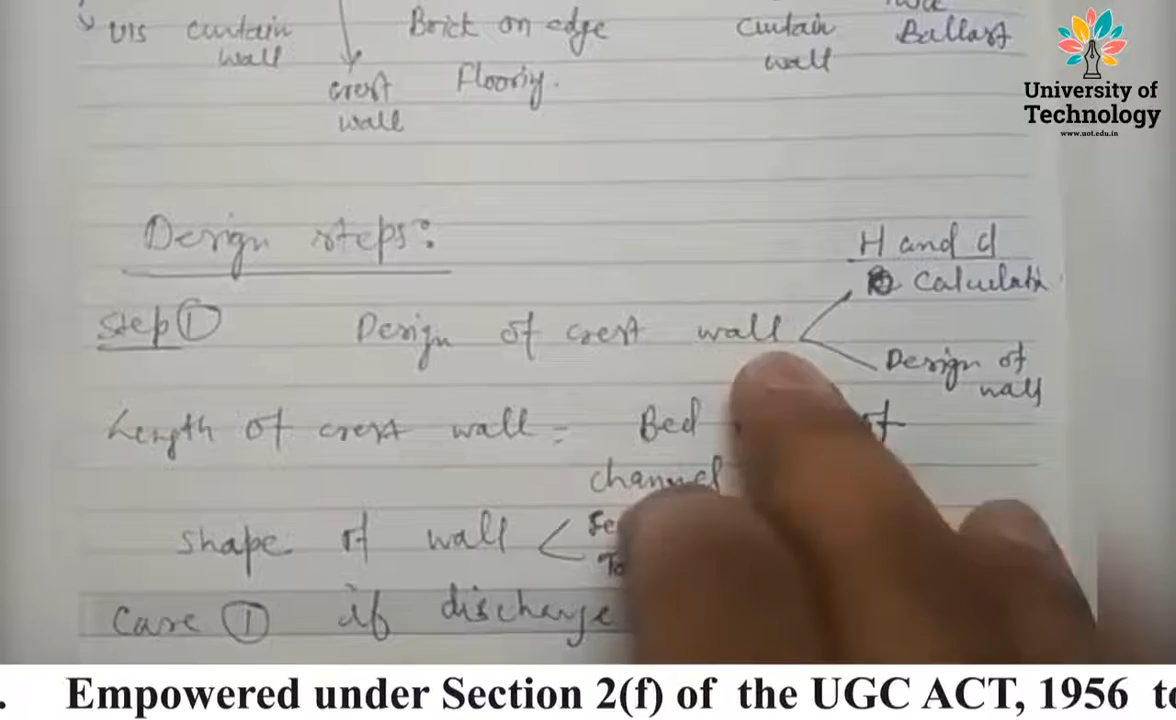 U/S curtain wall
crest wall
Brick on edge Flooring.
curtain wall
Ballast
University of
Technology
www.uot.edu.in
Design steps:
H and d
Calculati
Step ① Design of crest wall
Design of wall
Length of crest wall = Bed of
channel
shape of wall <
Case ① if discharge
. Empowered under Section 2(f) of the UGC ACT, 1956 t